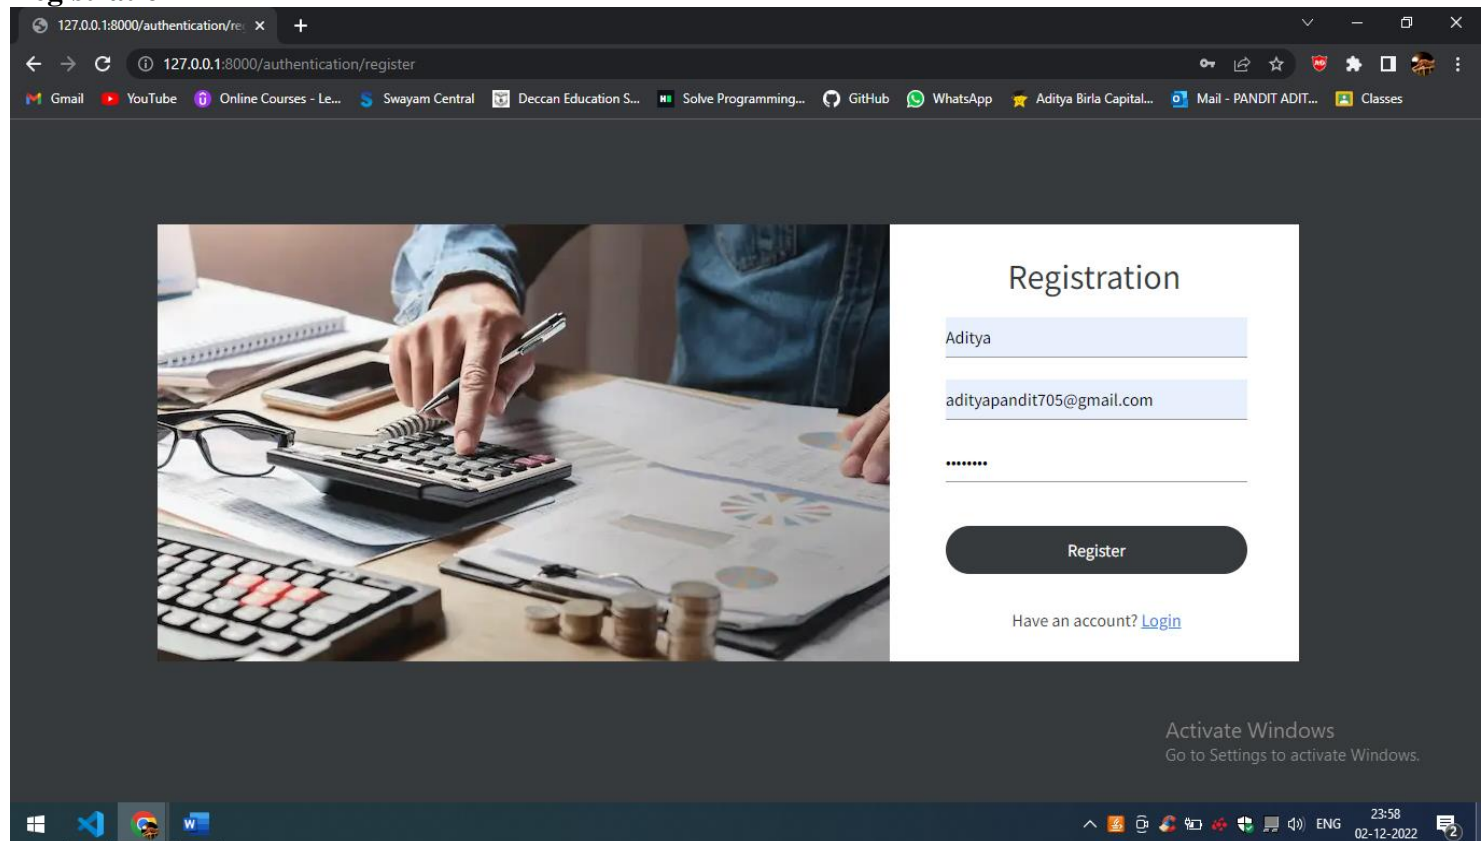 127.0.0.1:8000/authentication/re
127.0.0.1:8000/authentication/register
Gmail YouTube Online Courses - Le... Swayam Central Deccan Education S... Solve Programming... GitHub WhatsApp Aditya Birla Capital... Mail - PANDIT ADIT... Classes
Registration
Aditya
adityapandit705@gmail.com
••••••••
Register
Have an account? Login
Activate Windows
Go to Settings to activate Windows.
ENG 23:58
02-12-2022
2